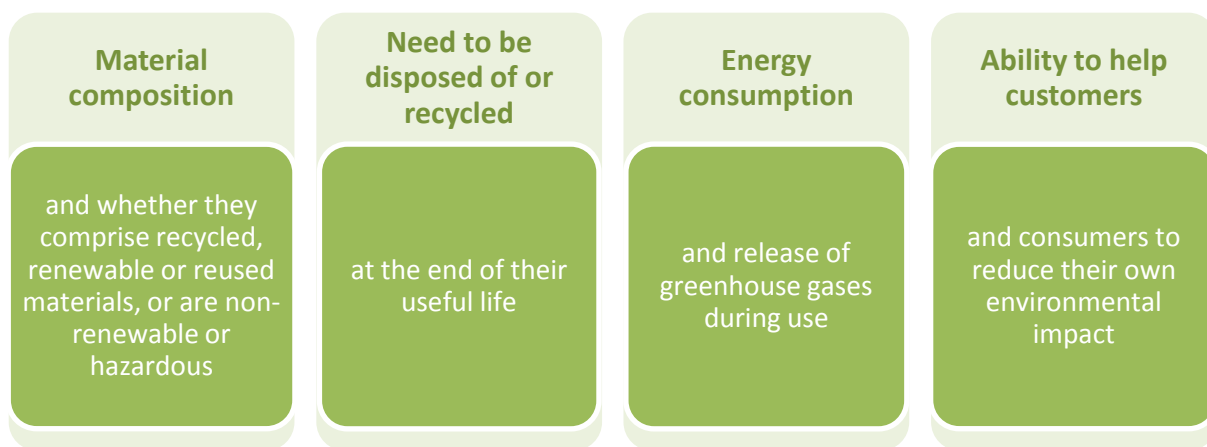 Material
composition
and whether they
comprise recycled,
renewable or reused
materials, or are non-
renewable or
hazardous
Need to be
disposed of or
recycled
at the end of their
useful life
Energy
consumption
and release of
greenhouse gases
during use
Ability to help
customers
and consumers to
reduce their own
environmental
impact